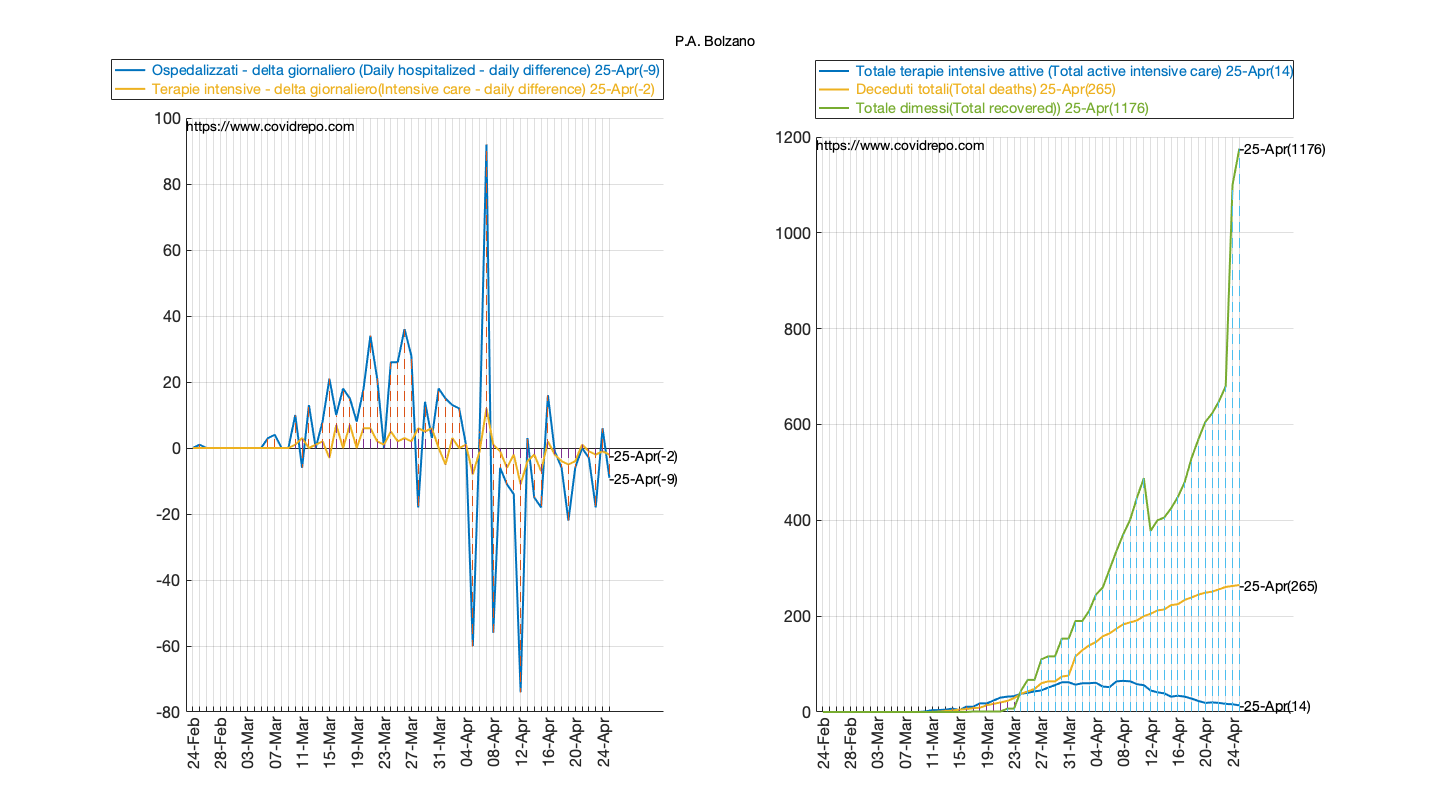 P.A. Bolzano
Ospedalizzati - delta giornaliero (Daily hospitalized - daily difference) 25-Apr(-9)
Terapie intensive - delta giornaliero(Intensive care - daily difference) 25-Apr(-2)
https://www.covidrepo.com
100
80
60
40
20
0
-20
-40
-60
-80
-25-Apr(-2)
-25-Apr(-9)
24-Feb
28-Feb
03-Mar
07-Mar
11-Mar
15-Mar
19-Mar
23-Mar
27-Mar
31-Mar
04-Apr
08-Apr
12-Apr
16-Apr
20-Apr
24-Apr
Totale terapie intensive attive (Total active intensive care) 25-Apr(14)
Deceduti totali(Total deaths) 25-Apr(265)
Totale dimessi(Total recovered)) 25-Apr(1176)
https://www.covidrepo.com
1200
1000
800
600
400
200
0
-25-Apr(1176)
-25-Apr(265)
-25-Apr(14)
24-Feb
28-Feb
03-Mar
07-Mar
11-Mar
15-Mar
19-Mar
23-Mar
27-Mar
31-Mar
04-Apr
08-Apr
12-Apr
16-Apr
20-Apr
24-Apr